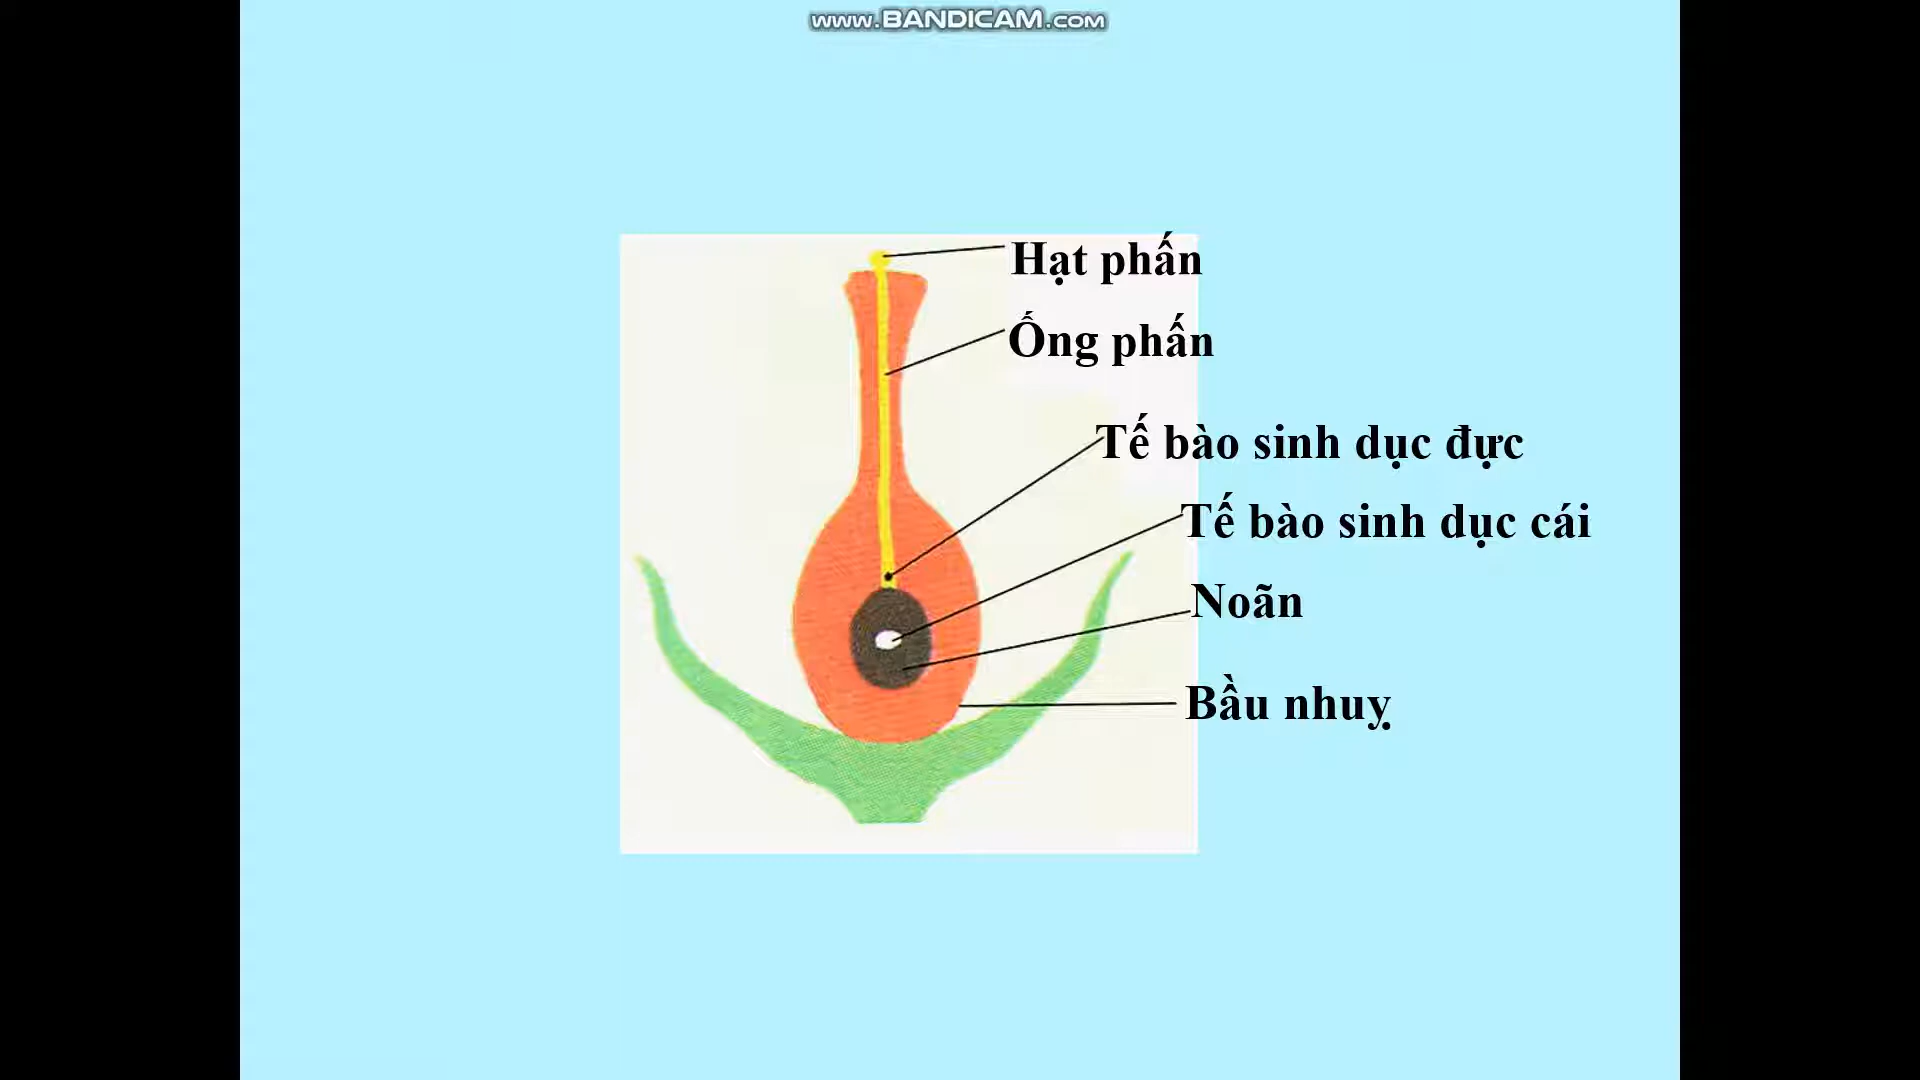 www.BANDICAM.com
Hạt phấn
Ống phấn
Tế bào sinh dục đực
Tế bào sinh dục cái
Noãn
Bầu nhuỵ